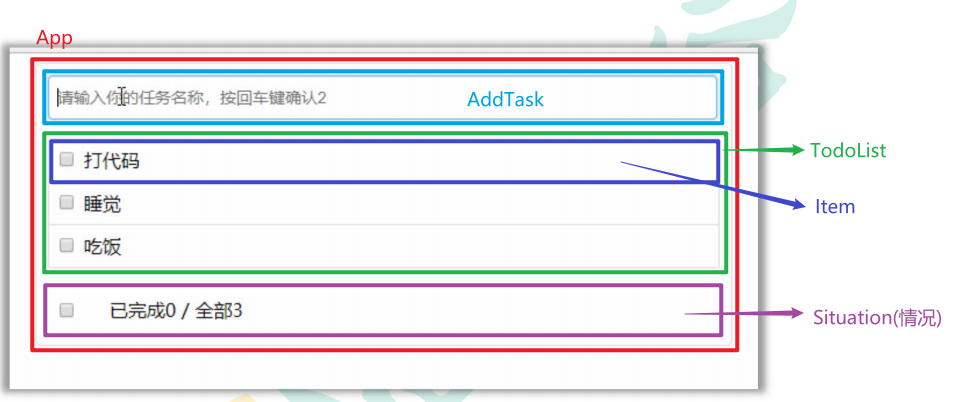 App
请输入你的任务名称，按回车键确认2
AddTask
打代码
TodoList
Item
睡觉
吃饭
已完成0 / 全部3
Situation(情况)